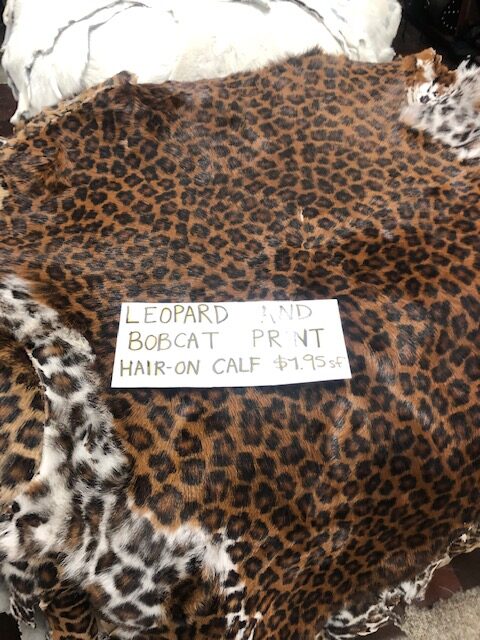 LEOPARD AND
BOBCAT PRINT
HAIR-ON CALF $7.95 SF